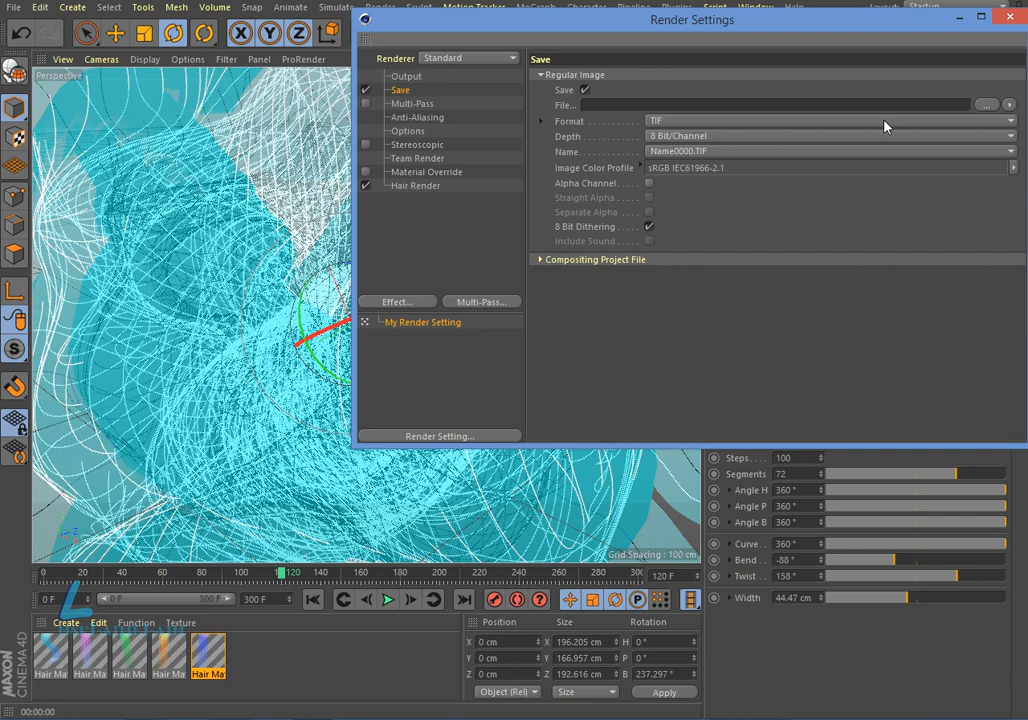 File Edit Create Select Tools Mesh Volume Snap Animate Simulate
Render Settings
View Cameras Display Options Filter Panel ProRender
Perspective
Renderer Standard
Output
Save
Multi-Pass
Anti-Aliasing
Options
Stereoscopic
Team Render
Material Override
Hair Render
Effect... Multi-Pass...
My Render Setting
Render Setting...
Save
Regular Image
Save
File...
Format TIF
Depth 8 Bit/Channel
Name... Name0000.TIF
Image Color Profile sRGB IEC61966-2.1
Alpha Channel
Straight Alpha
Separate Alpha
8 Bit Dithering
Include Sound
Compositing Project File
Steps 100
Segments 72
Angle H 360 °
Angle P 360 °
Angle B 360 °
Curve 360 °
Bend -88 °
Twist 158 °
Width 44.47 cm
Grid Spacing : 100 cm
0 20 40 60 80 100 120 140 160 180 200 220 240 260 280 300 120 F
0 F 0 F 300 F 300 F
Create Edit Function Texture
Hair Ma Hair Ma Hair Ma Hair Ma Hair Ma
Position Size Rotation
X 0 cm X 196.205 cm H 0 °
Y 0 cm Y 166.957 cm P 0 °
Z 0 cm Z 192.616 cm B 237.297 °
Object (Rel) Size Apply
MAXON CINEMA 4D
00:00:00